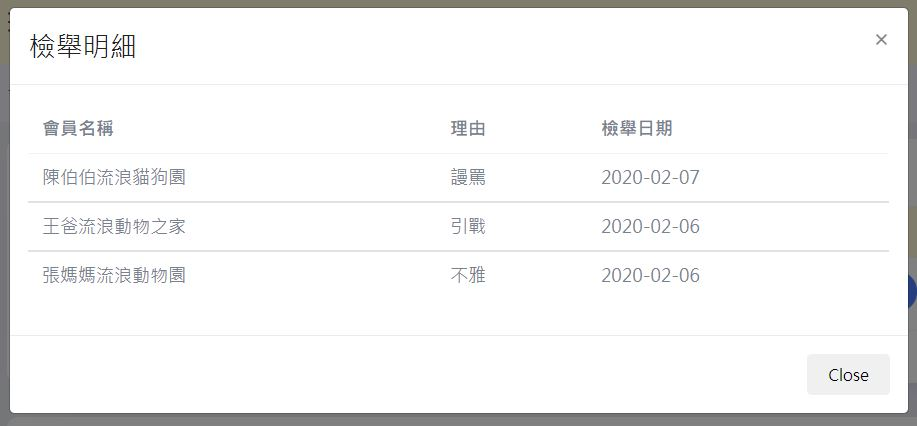 檢舉明細
×
會員名稱 理由 檢舉日期
陳伯伯流浪貓狗園 謾罵 2020-02-07
王爸流浪動物之家 引戰 2020-02-06
張媽媽流浪動物園 不雅 2020-02-06
Close